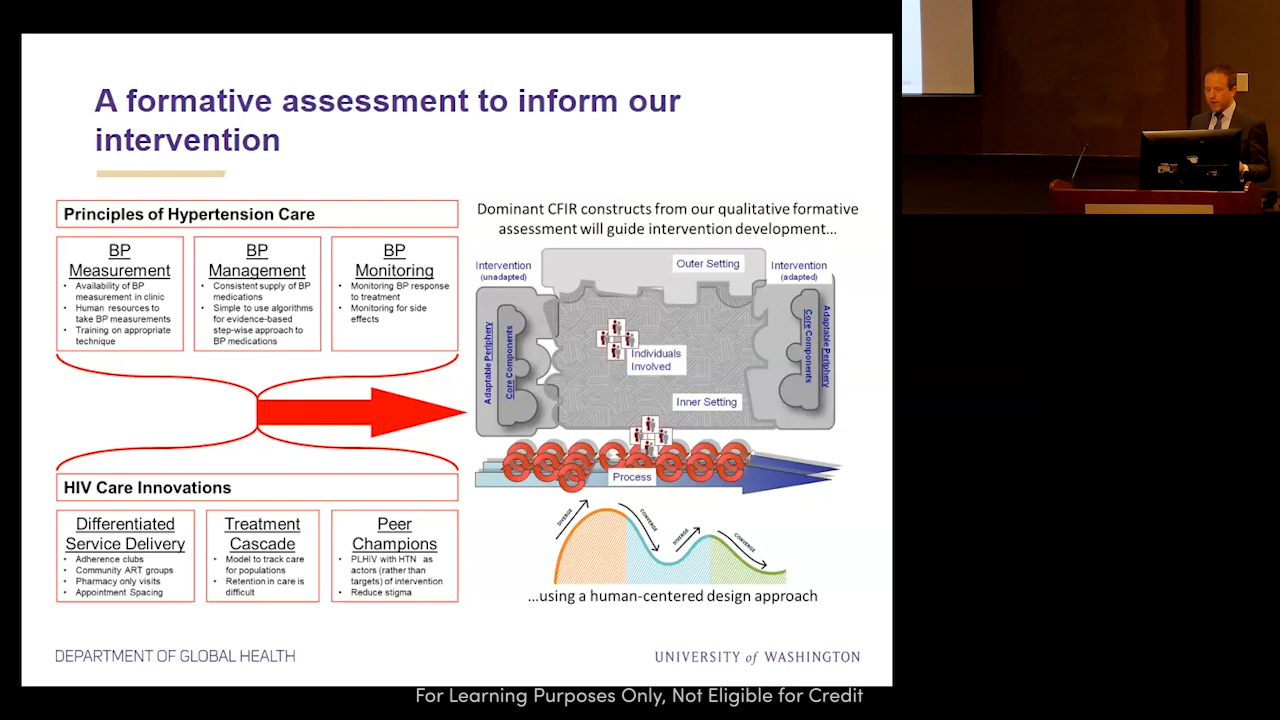 A formative assessment to inform our
intervention
Principles of Hypertension Care
BP
Measurement
• Availability of BP
measurement in clinic
• Human resources to
take BP measurements
• Training on appropriate
technique
BP
Management
• Consistent supply of BP
medications
• Simple to use algorithms
for evidence-based
step-wise approach to
BP medications
BP
Monitoring
• Monitoring BP response
to treatment
• Monitoring for side
effects
HIV Care Innovations
Differentiated
Service Delivery
• Adherence clubs
• Community ART groups
• Pharmacy only visits
• Appointment Spacing
Treatment
Cascade
• Model to track care
for populations
• Retention in care is
difficult
Peer
Champions
• PLHIV with HTN as
actors (rather than
targets) of intervention
• Reduce stigma
Dominant CFIR constructs from our qualitative formative
assessment will guide intervention development...
Intervention
(unadapted)
Outer Setting
Intervention
(adapted)
Adaptable Periphery
Core Components
Individuals
Involved
Inner Setting
Core Components
Adaptable Periphery
Process
DIVERGE
CONVERGE
DIVERGE
CONVERGE
...using a human-centered design approach
DEPARTMENT OF GLOBAL HEALTH
UNIVERSITY of WASHINGTON
For Learning Purposes Only, Not Eligible for Credit